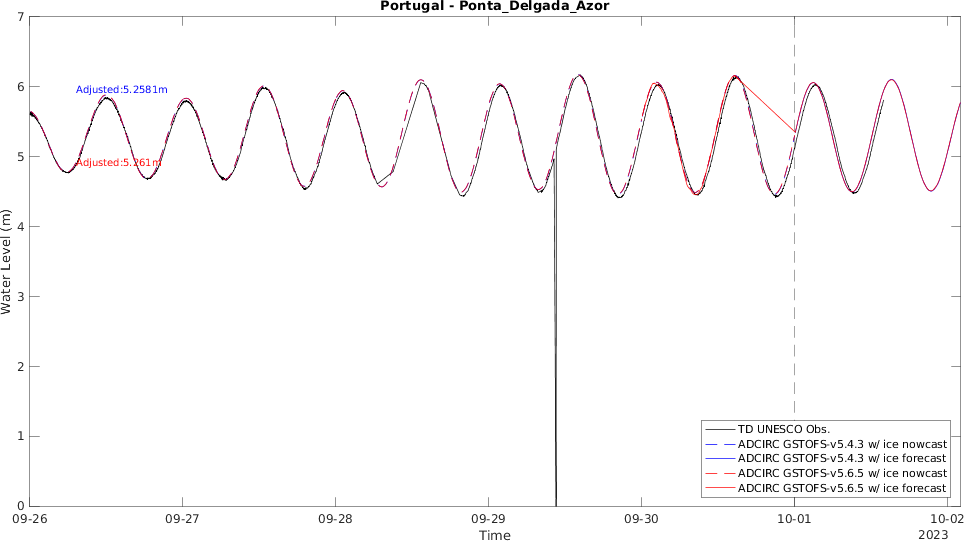 Portugal - Ponta_Delgada_Azor
7
6
5
4
3
2
1
0
Water Level (m)
Adjusted:5.2581m
Adjusted:5.261m
TD UNESCO Obs.
ADCIRC GSTOFS-v5.4.3 w/ ice nowcast
ADCIRC GSTOFS-v5.4.3 w/ ice forecast
ADCIRC GSTOFS-v5.6.5 w/ ice nowcast
ADCIRC GSTOFS-v5.6.5 w/ ice forecast
09-26 09-27 09-28 09-29 09-30 10-01 10-02
Time
2023